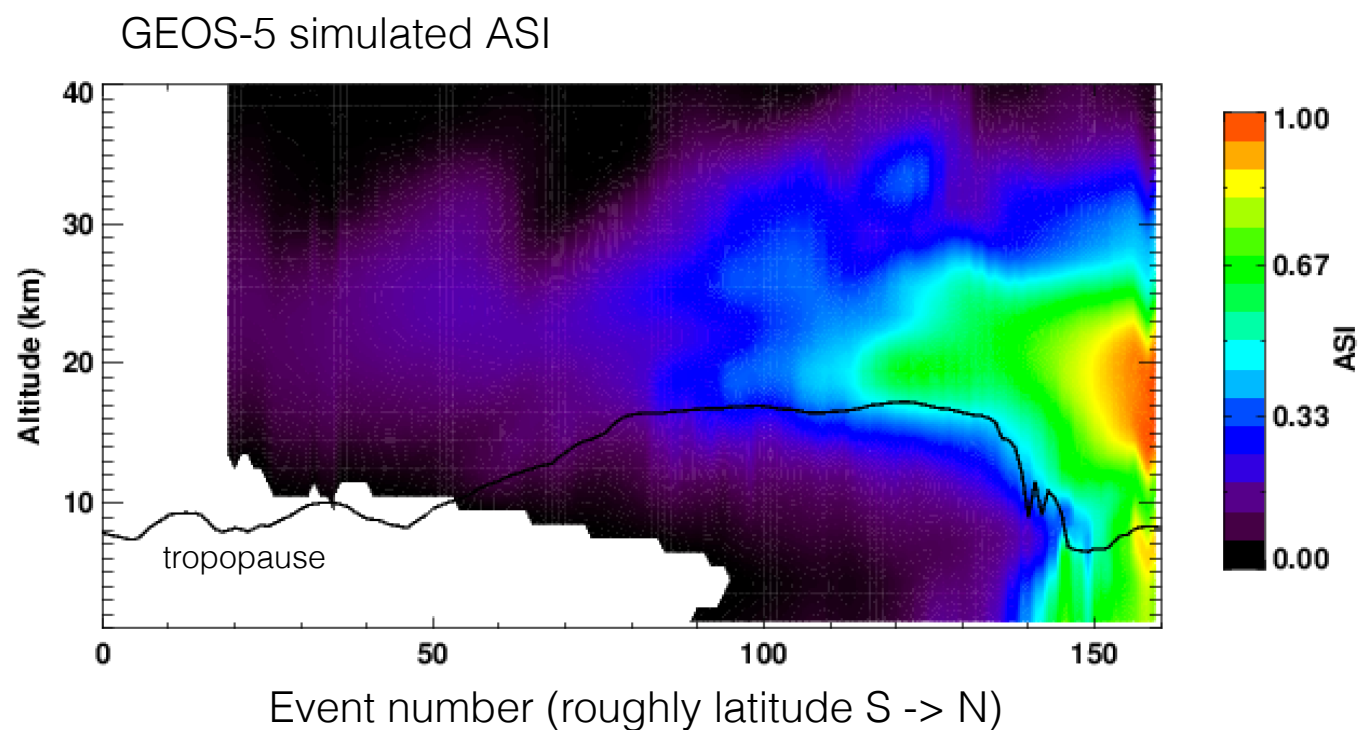 GEOS-5 simulated ASI
40
30
20
10
Altitude (km)
tropopause
0
50
100
150
Event number (roughly latitude S -> N)
1.00
0.67
0.33
0.00
ASI